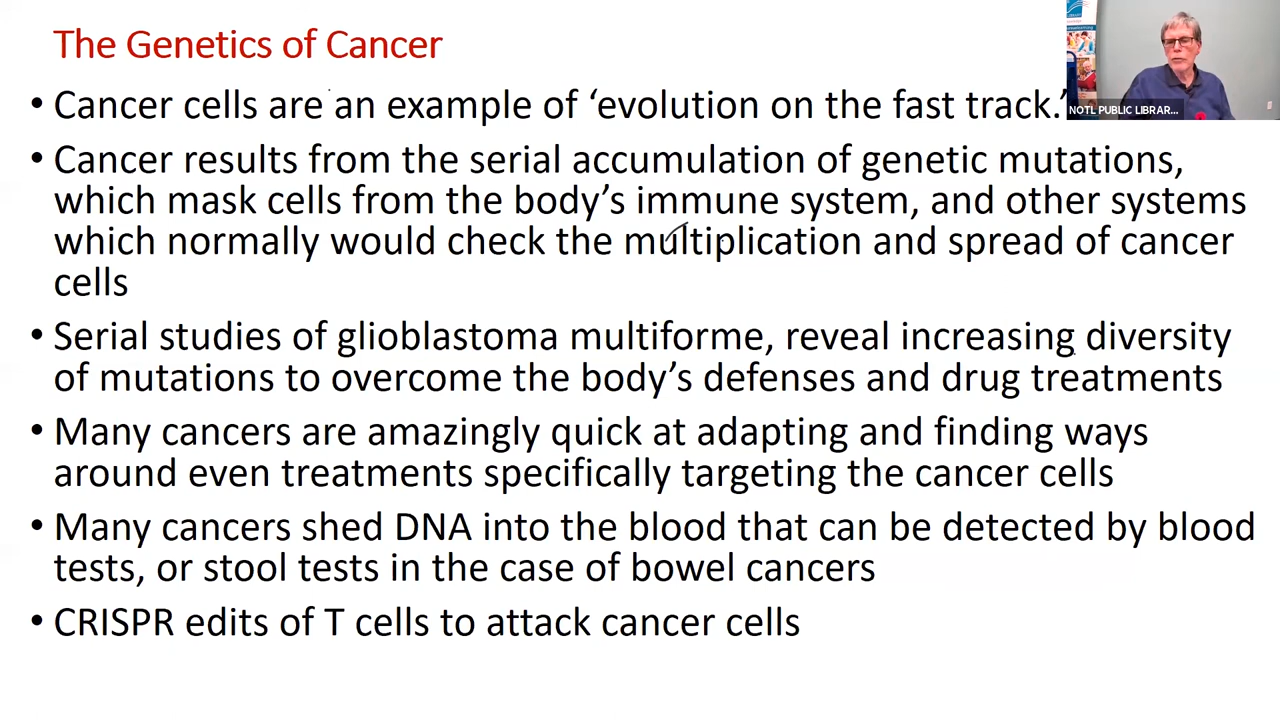 The Genetics of Cancer
• Cancer cells are an example of ‘evolution on the fast track.’
NOTL PUBLIC LIBRAR...
• Cancer results from the serial accumulation of genetic mutations,
which mask cells from the body’s immune system, and other systems
which normally would check the multiplication and spread of cancer
cells
• Serial studies of glioblastoma multiforme, reveal increasing diversity
of mutations to overcome the body’s defenses and drug treatments
• Many cancers are amazingly quick at adapting and finding ways
around even treatments specifically targeting the cancer cells
• Many cancers shed DNA into the blood that can be detected by blood
tests, or stool tests in the case of bowel cancers
• CRISPR edits of T cells to attack cancer cells